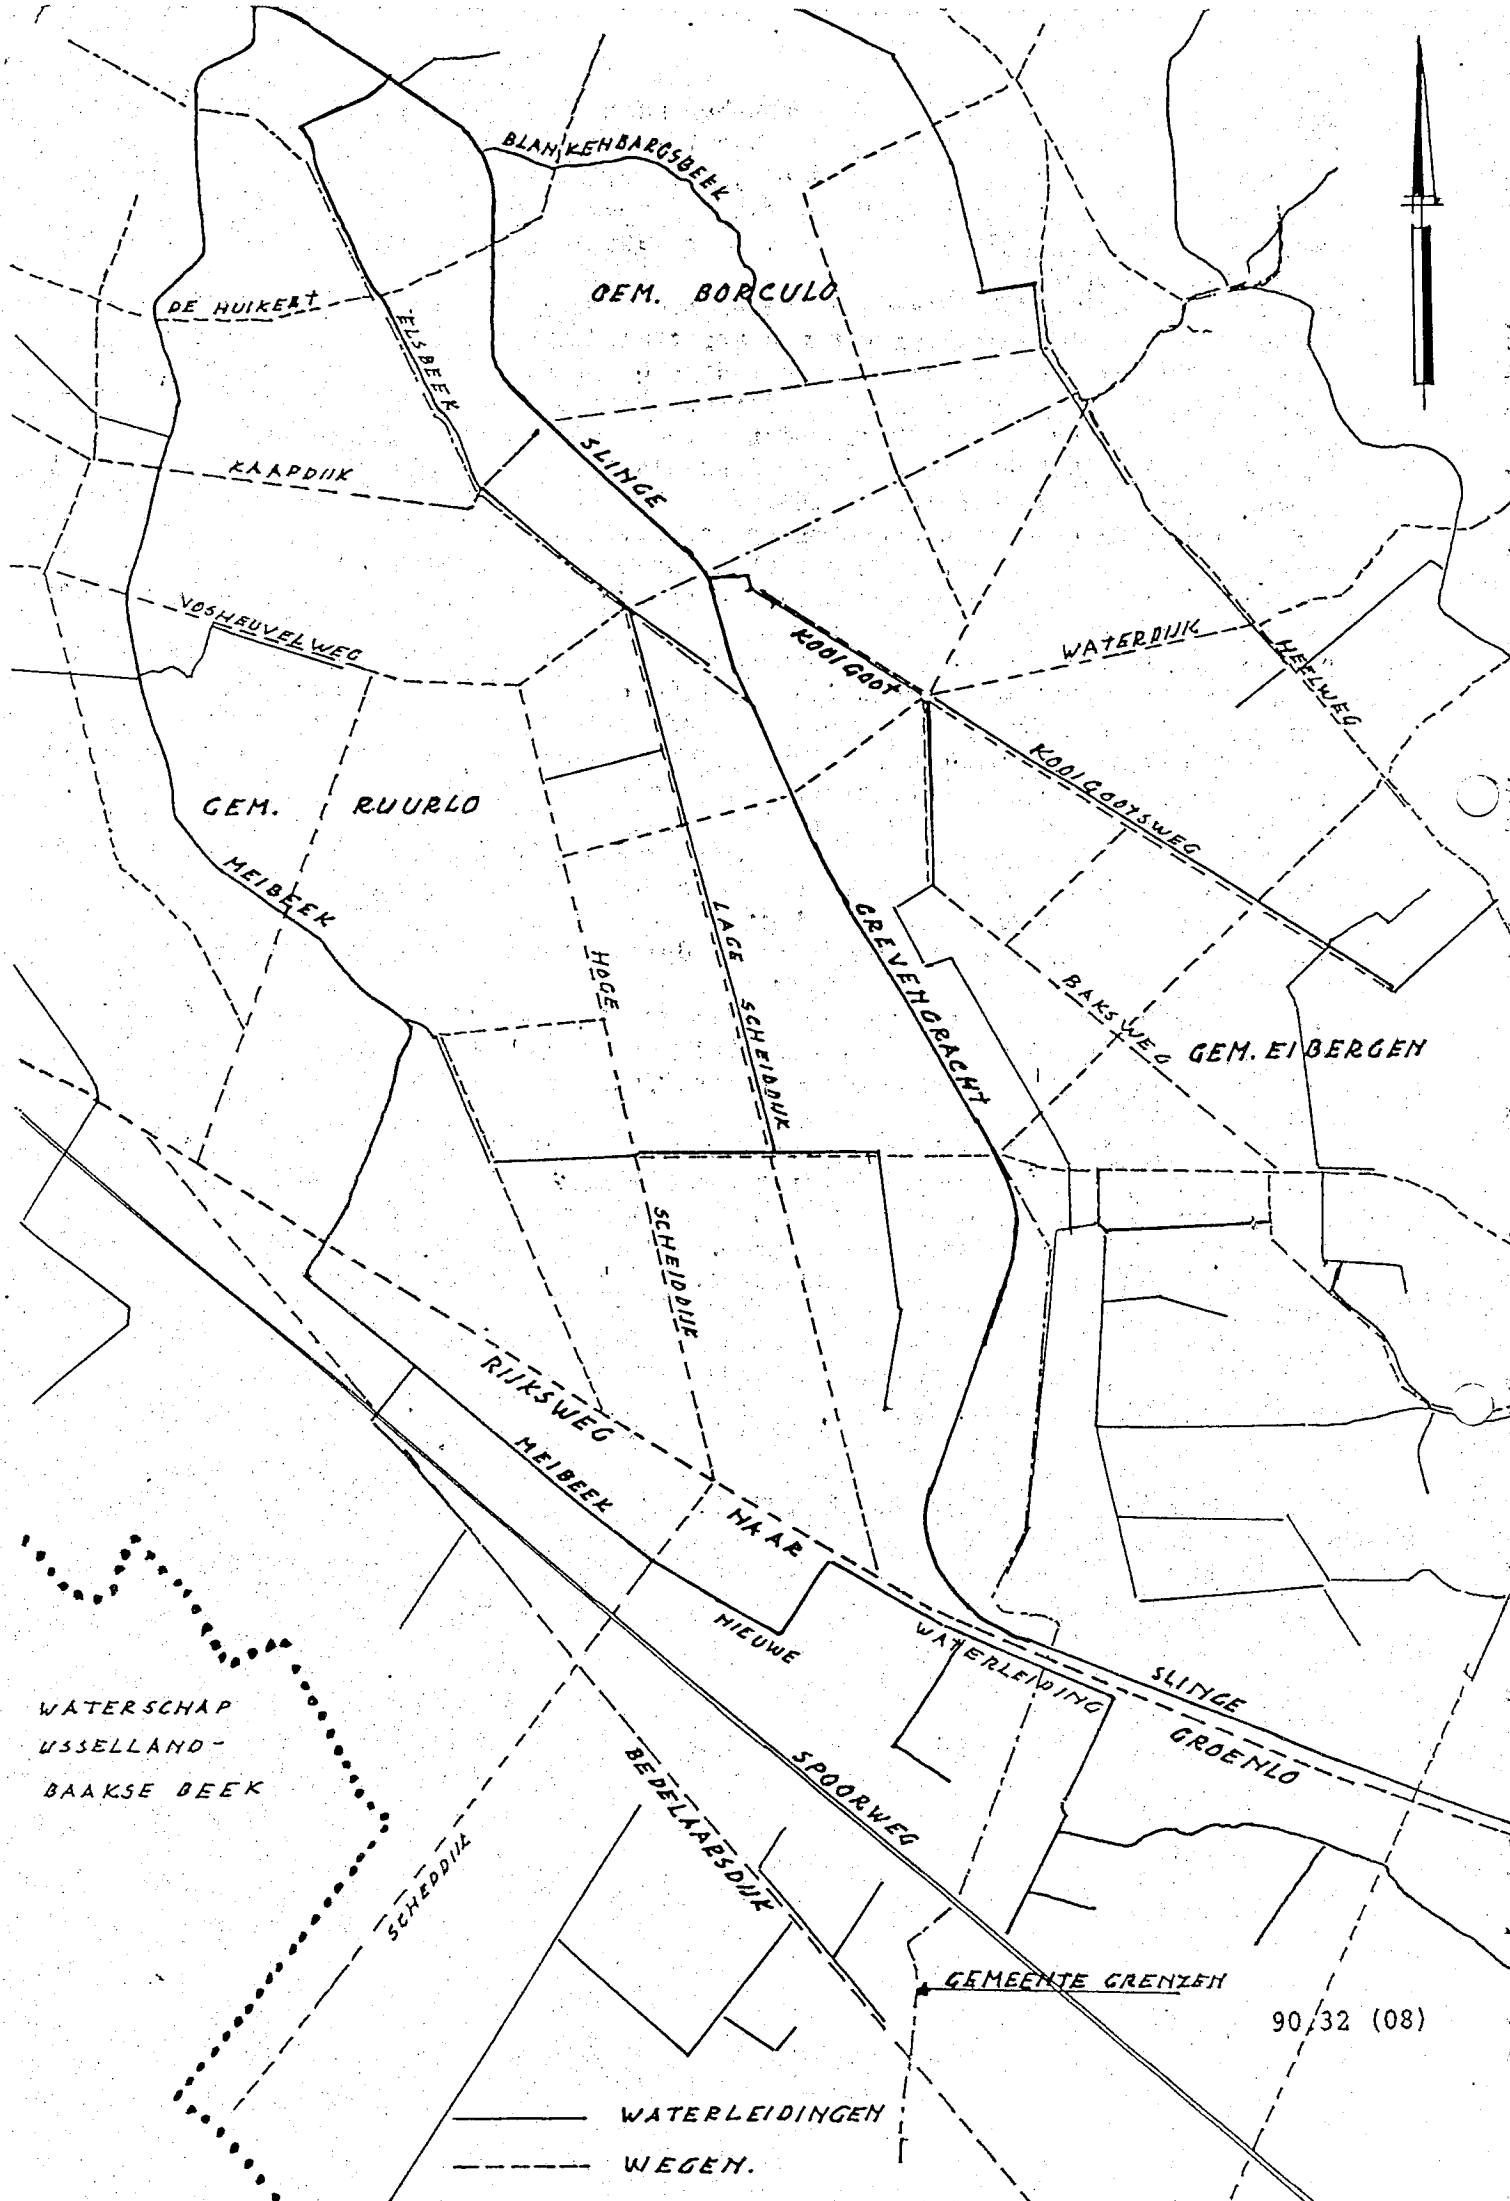 BLANKENBARGSBEEK
GEM. BORCULO
DE HUIKERT
ELSBEEK
SLINGE
KAAPDIJK
VOSHEUVELWEG
KOOIGOOT
WATERDIJK
HEELWEG
KOOIGOOTSWEG
GEM. RUURLO
MEIBEEK
LAGE SCHEIDDIJK
HOGE SCHEIDDIJK
GREVENGRACHT
BAKSWEG
GEM. EIBERGEN
RIJKSWEG
MEIBEEK
HAAR
NIEUWE WATERLEIDING
SLINGE
GROENLO
WATERSCHAP
IJSSELLAND-
BAAKSE BEEK
SPOORWEG
BEDELAARSDIJK
SCHEPDIJK
GEMEENTE GRENZEN
90/32 (08)
WATERLEIDINGEN
WEGEN.